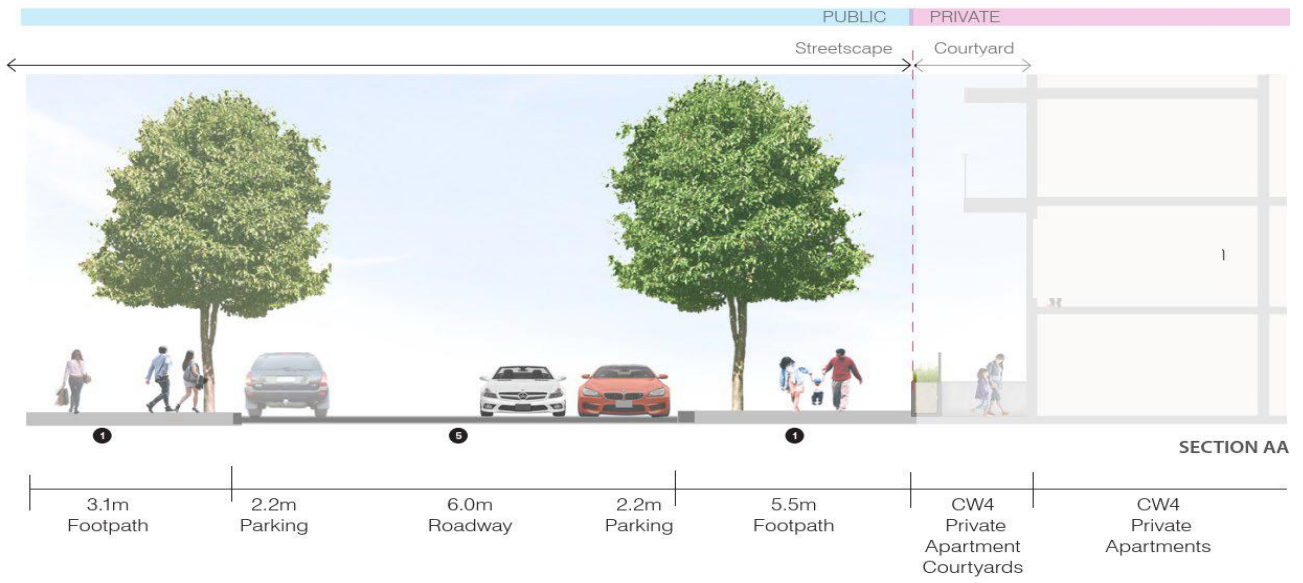 PUBLIC PRIVATE
Streetscape Courtyard
1
1 5 1
SECTION AA
3.1m 2.2m 6.0m 2.2m 5.5m CW4 CW4
Footpath Parking Roadway Parking Footpath Private Private
Apartment Apartments
Courtyards